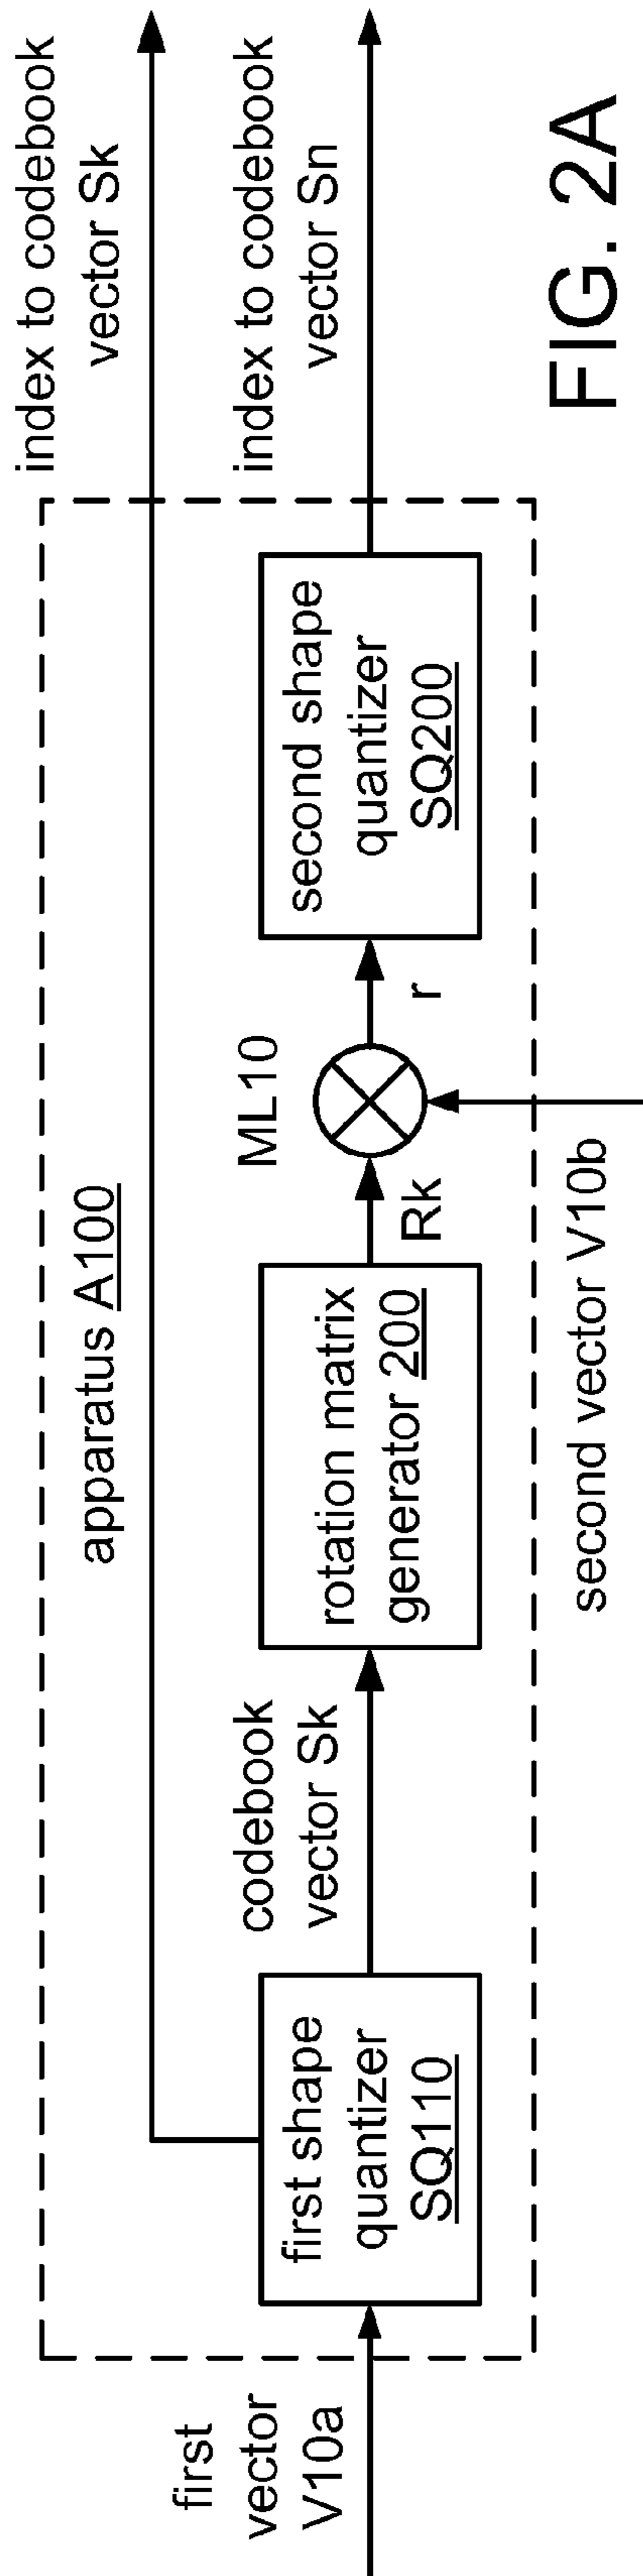 first
vector
V10a
apparatus A100
first shape
quantizer
SQ110
codebook
vector Sk
rotation matrix
generator 200
Rk
ML10
r
second vector V10b
second shape
quantizer
SQ200
index to codebook
vector Sk
index to codebook
vector Sn
FIG. 2A